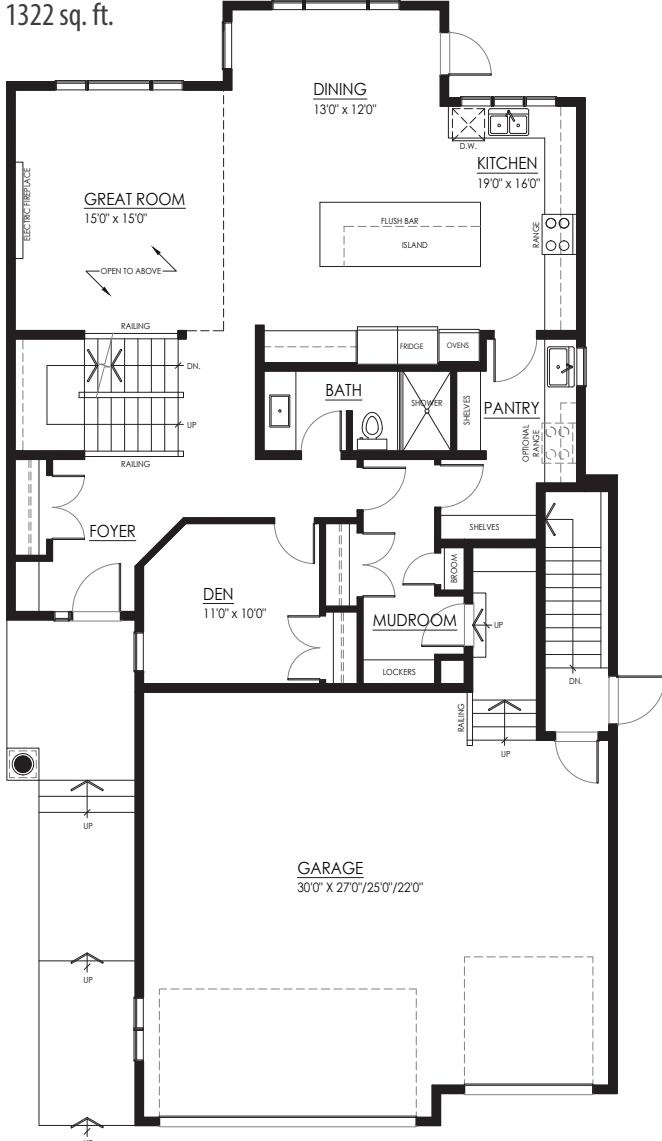 1322 sq. ft.
DINING
13'0" x 12'0"
D.W.
KITCHEN
19'0" x 16'0"
ELECTRIC FIREPLACE
GREAT ROOM
15'0" x 15'0"
FLUSH BAR
ISLAND
RANGE
OPEN TO ABOVE
RAILING
FRIDGE
OVENS
DN.
UP
BATH
SHOWER
SHELVES
PANTRY
OPTIONAL
RANGE
RAILING
FOYER
SHELVES
BROOM
DEN
11'0" x 10'0"
MUDROOM
UP
LOCKERS
DN.
RAILING
UP
UP
GARAGE
30'0" X 27'0"/25'0"/22'0"
UP
UP